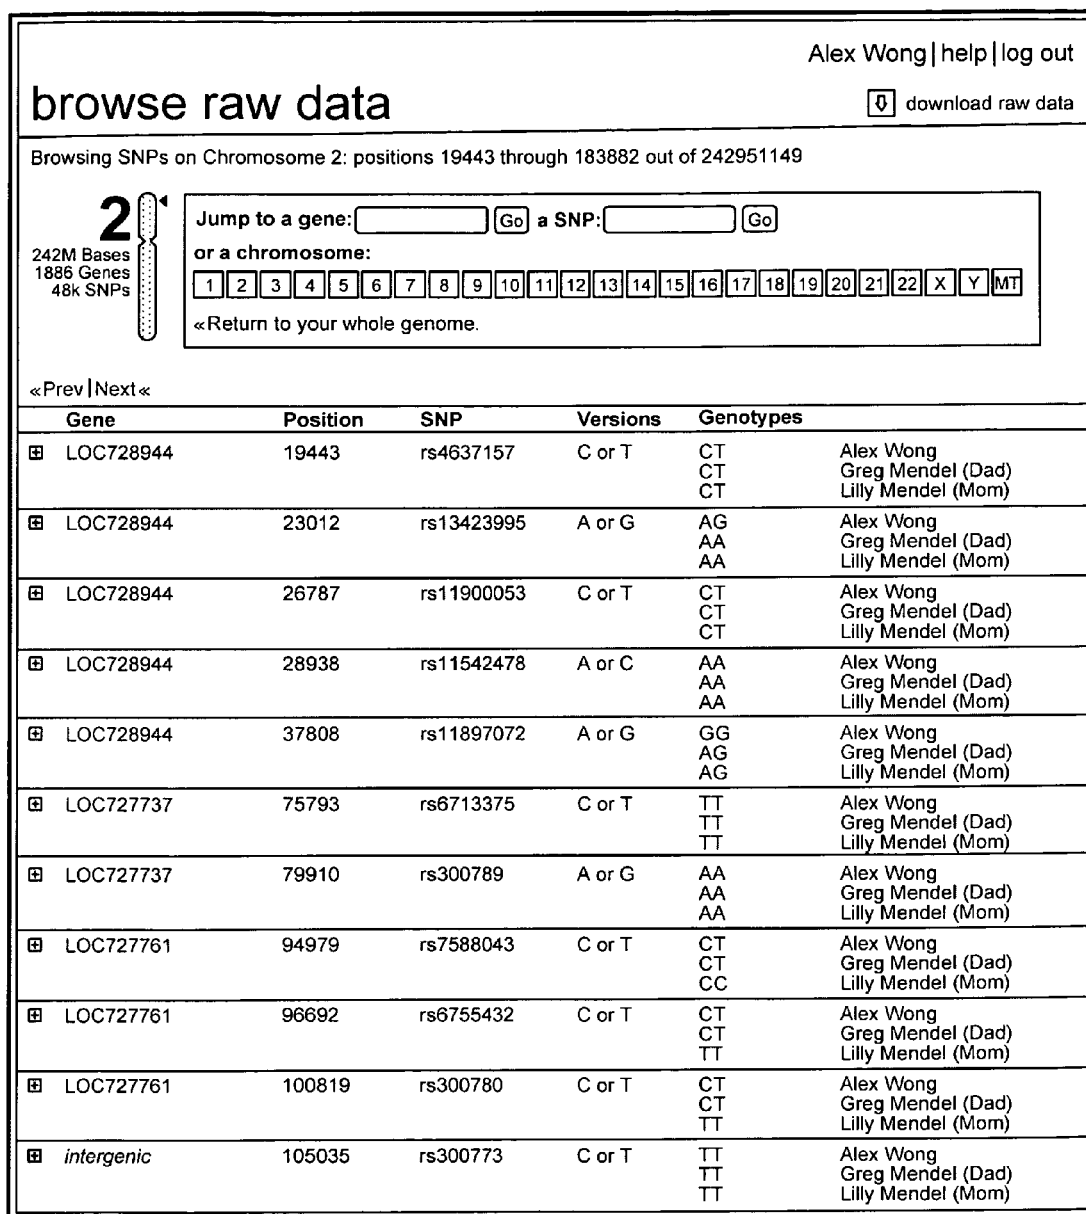 Alex Wong|help|log out
browse raw data
download raw data
Browsing SNPs on Chromosome 2: positions 19443 through 183882 out of 242951149
2
242M Bases
1886 Genes
48k SNPs
Jump to a gene: Go a SNP: Go
or a chromosome:
1 2 3 4 5 6 7 8 9 10 11 12 13 14 15 16 17 18 19 20 21 22 X Y MT
«Return to your whole genome.
«Prev|Next«
Gene Position SNP Versions Genotypes
LOC728944 19443 rs4637157 C or T CT Alex Wong
CT Greg Mendel (Dad)
CT Lilly Mendel (Mom)
LOC728944 23012 rs13423995 A or G AG Alex Wong
AA Greg Mendel (Dad)
AA Lilly Mendel (Mom)
LOC728944 26787 rs11900053 C or T CT Alex Wong
CT Greg Mendel (Dad)
CT Lilly Mendel (Mom)
LOC728944 28938 rs11542478 A or C AA Alex Wong
AA Greg Mendel (Dad)
AA Lilly Mendel (Mom)
LOC728944 37808 rs11897072 A or G GG Alex Wong
AG Greg Mendel (Dad)
AG Lilly Mendel (Mom)
LOC727737 75793 rs6713375 C or T TT Alex Wong
TT Greg Mendel (Dad)
TT Lilly Mendel (Mom)
LOC727737 79910 rs300789 A or G AA Alex Wong
AA Greg Mendel (Dad)
AA Lilly Mendel (Mom)
LOC727761 94979 rs7588043 C or T CT Alex Wong
CT Greg Mendel (Dad)
CC Lilly Mendel (Mom)
LOC727761 96692 rs6755432 C or T CT Alex Wong
CT Greg Mendel (Dad)
TT Lilly Mendel (Mom)
LOC727761 100819 rs300780 C or T CT Alex Wong
CT Greg Mendel (Dad)
TT Lilly Mendel (Mom)
intergenic 105035 rs300773 C or T TT Alex Wong
TT Greg Mendel (Dad)
TT Lilly Mendel (Mom)